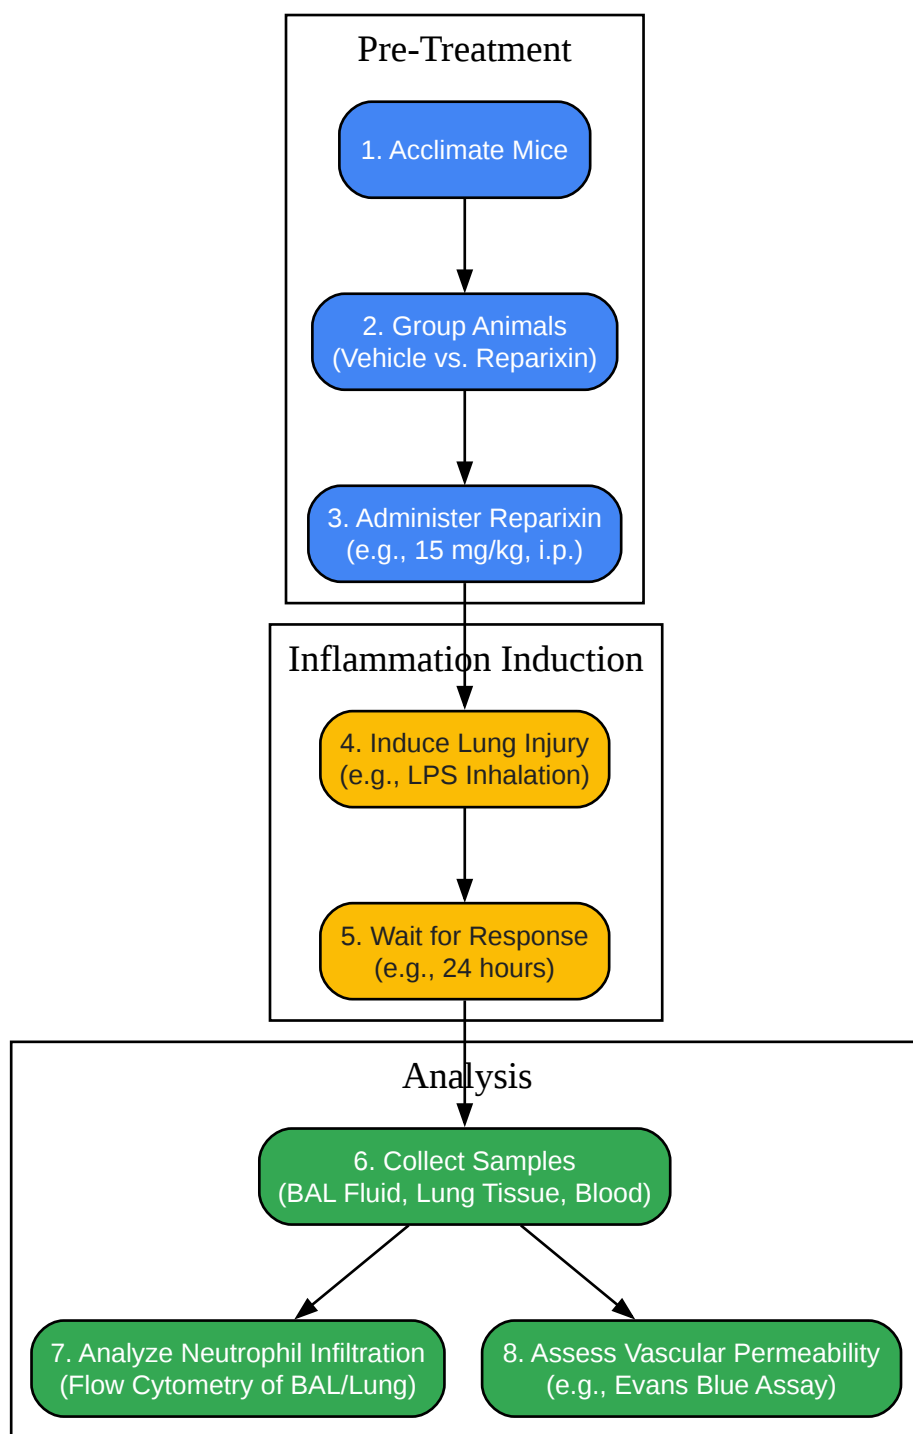 Pre-Treatment
1. Acclimate Mice
2. Group Animals
(Vehicle vs. Reparixin)
3. Administer Reparixin
(e.g., 15 mg/kg, i.p.)
Inflammation Induction
4. Induce Lung Injury
(e.g., LPS Inhalation)
5. Wait for Response
(e.g., 24 hours)
Analysis
6. Collect Samples
(BAL Fluid, Lung Tissue, Blood)
7. Analyze Neutrophil Infiltration
(Flow Cytometry of BAL/Lung)
8. Assess Vascular Permeability
(e.g., Evans Blue Assay)